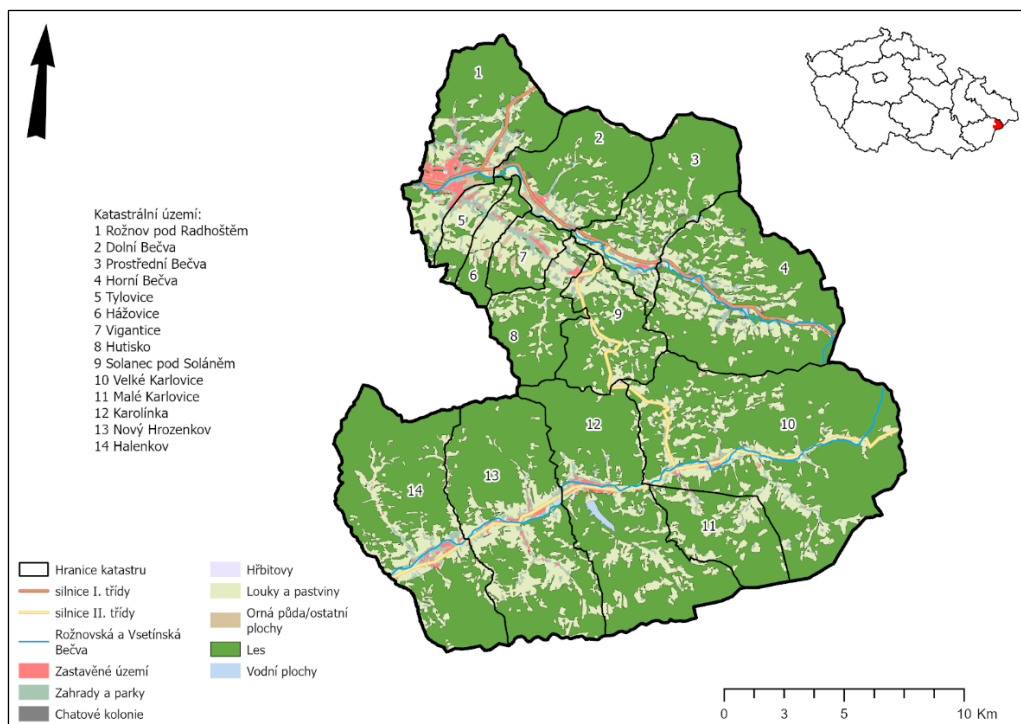 Katastrální území:
1 Rožnov pod Radhoštěm
2 Dolní Bečva
3 Prostřední Bečva
4 Horní Bečva
5 Tylovice
6 Hážovice
7 Vigantice
8 Hutisko
9 Solanec pod Soláněm
10 Velké Karlovice
11 Malé Karlovice
12 Karolínka
13 Nový Hrozenkov
14 Halenkov
1
2
3
4
5
6
7
8
9
10
11
12
13
14
Hranice katastru
silnice I. třídy
silnice II. třídy
Rožnovská a Vsetínská
Bečva
Zastavěné území
Zahrady a parky
Chatové kolonie
Hřbitovy
Louky a pastviny
Orná půda/ostatní
plochy
Les
Vodní plochy
0 3 5 10 Km